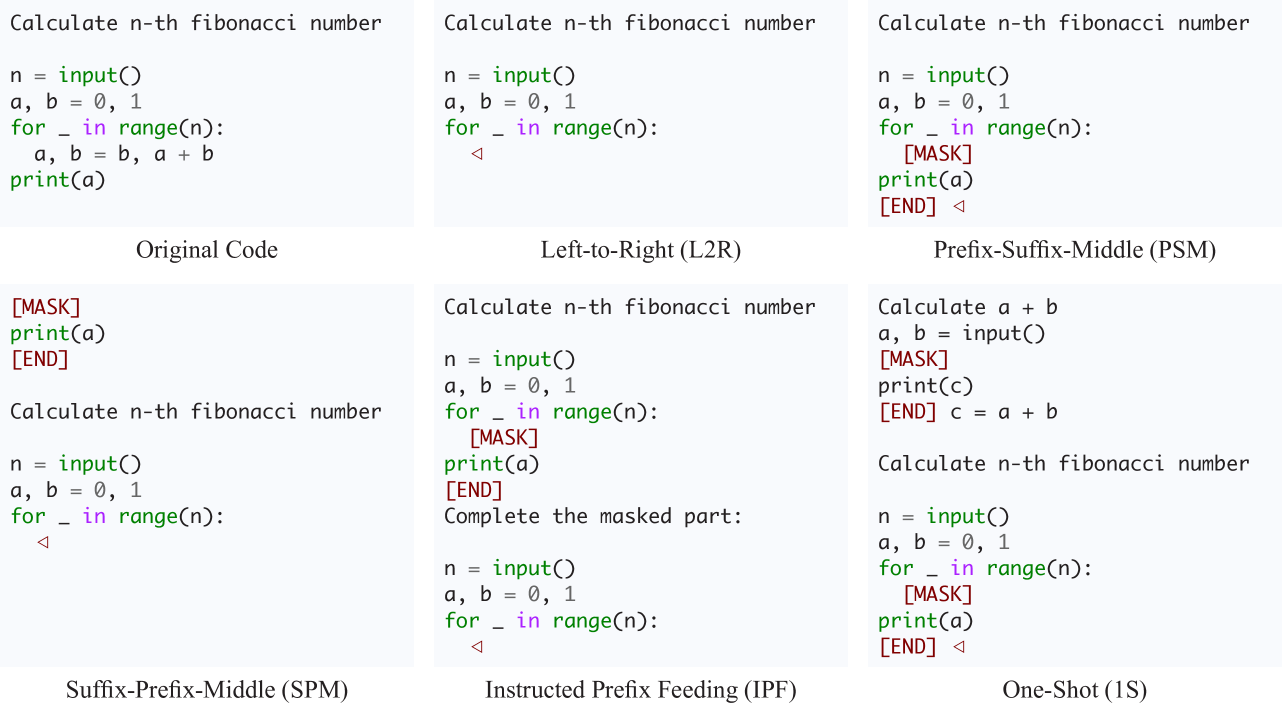 Calculate n-th fibonacci number
n = input()
a, b = 0, 1
for _ in range(n):
  a, b = b, a + b
print(a)
Original Code
Calculate n-th fibonacci number
n = input()
a, b = 0, 1
for _ in range(n):
  ◁
Left-to-Right (L2R)
Calculate n-th fibonacci number
n = input()
a, b = 0, 1
for _ in range(n):
  [MASK]
print(a)
[END] ◁
Prefix-Suffix-Middle (PSM)
[MASK]
print(a)
[END]
Calculate n-th fibonacci number
n = input()
a, b = 0, 1
for _ in range(n):
  ◁
Suffix-Prefix-Middle (SPM)
Calculate n-th fibonacci number
n = input()
a, b = 0, 1
for _ in range(n):
  [MASK]
print(a)
[END]
Complete the masked part:
n = input()
a, b = 0, 1
for _ in range(n):
  ◁
Instructed Prefix Feeding (IPF)
Calculate a + b
a, b = input()
[MASK]
print(c)
[END] c = a + b
Calculate n-th fibonacci number
n = input()
a, b = 0, 1
for _ in range(n):
  [MASK]
print(a)
[END] ◁
One-Shot (1S)